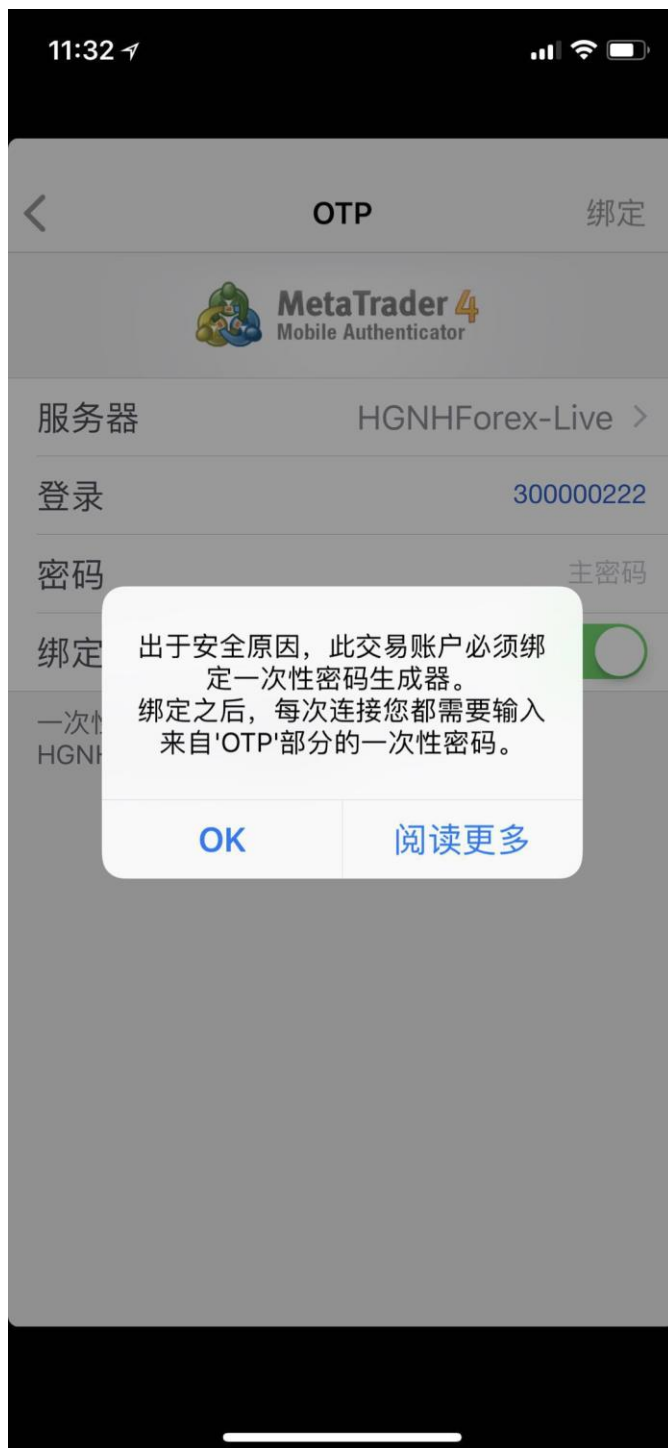 11:32
OTP
绑定
MetaTrader 4
Mobile Authenticator
服务器
HGNHForex-Live
登录
300000222
密码
主密码
绑定
出于安全原因，此交易账户必须绑
定一次性密码生成器。
绑定之后，每次连接您都需要输入
来自'OTP'部分的一次性密码。
一次性
HGNH
OK
阅读更多